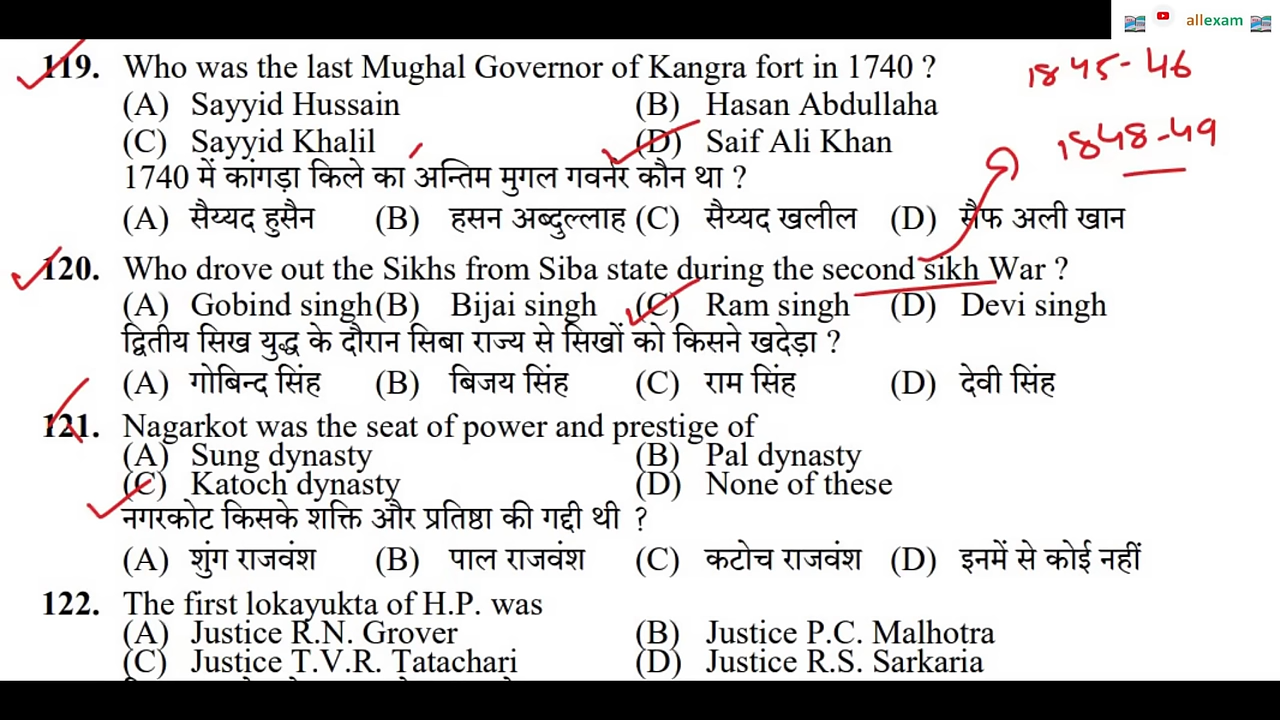 allexam
119. Who was the last Mughal Governor of Kangra fort in 1740 ?
1845-46
(A) Sayyid Hussain (B) Hasan Abdullaha
(C) Sayyid Khalil (D) Saif Ali Khan
1848-49
1740 में कांगड़ा किले का अन्तिम मुगल गवर्नर कौन था ?
(A) सैय्यद हुसैन (B) हसन अब्दुल्लाह (C) सैय्यद खलील (D) सैफ अली खान
120. Who drove out the Sikhs from Siba state during the second sikh War ?
(A) Gobind singh (B) Bijai singh (C) Ram singh (D) Devi singh
द्वितीय सिख युद्ध के दौरान सिबा राज्य से सिखों को किसने खदेड़ा ?
(A) गोबिन्द सिंह (B) बिजय सिंह (C) राम सिंह (D) देवी सिंह
121. Nagarkot was the seat of power and prestige of
(A) Sung dynasty (B) Pal dynasty
(C) Katoch dynasty (D) None of these
नगरकोट किसके शक्ति और प्रतिष्ठा की गद्दी थी ?
(A) शुंग राजवंश (B) पाल राजवंश (C) कटोच राजवंश (D) इनमें से कोई नहीं
122. The first lokayukta of H.P. was
(A) Justice R.N. Grover (B) Justice P.C. Malhotra
(C) Justice T.V.R. Tatachari (D) Justice R.S. Sarkaria